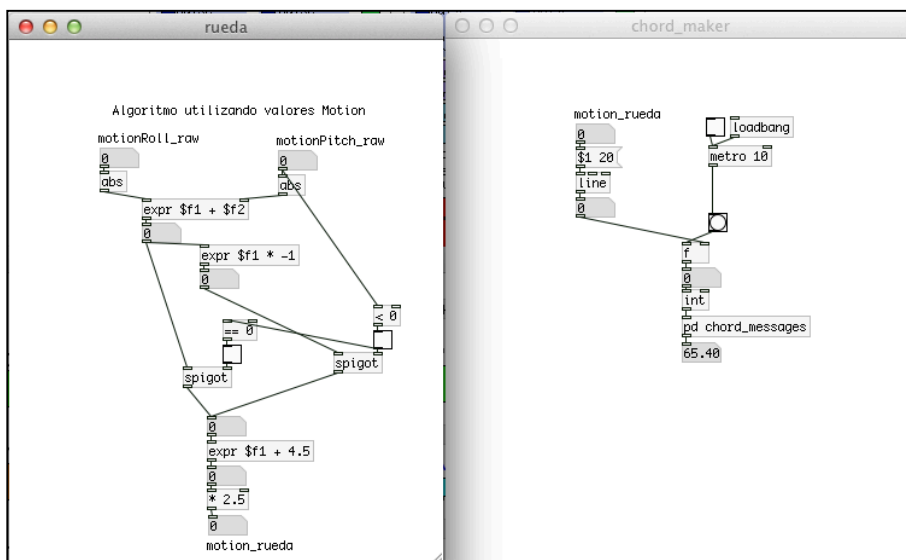 rueda
Algoritmo utilizando valores Motion
motionRoll_raw
motionPitch_raw
0
0
abs
abs
expr $f1 + $f2
0
expr $f1 * -1
0
< 0
== 0
spigot
spigot
0
expr $f1 + 4.5
0
* 2.5
0
motion_rueda
chord_maker
motion_rueda
0
loadbang
$1 20
metro 10
line
0
f
0
int
pd chord_messages
65.40